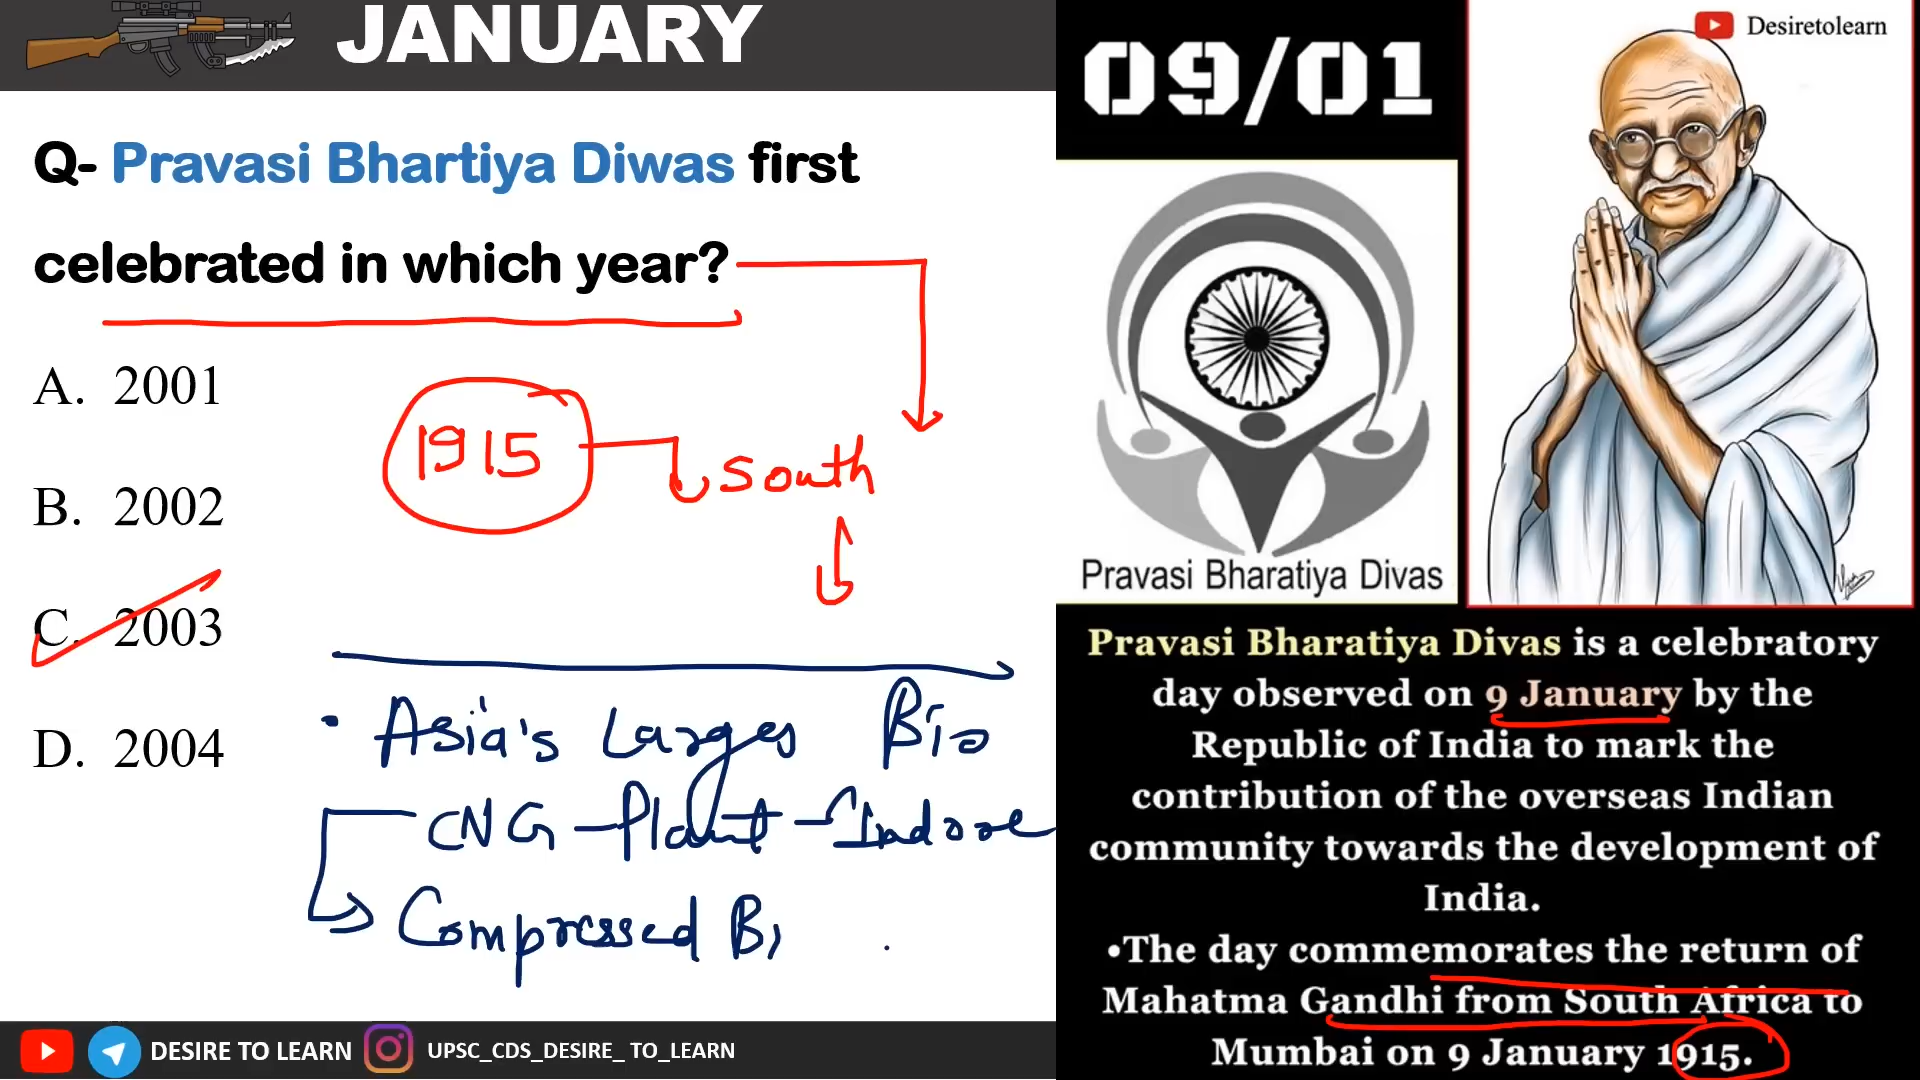 JANUARY
Q- Pravasi Bhartiya Diwas first
celebrated in which year?
A. 2001
B. 2002
C. 2003
D. 2004
1915
South
Asia's Larges Bio
CNG - Plant - Indore
Compressed Bi
DESIRE TO LEARN
UPSC_CDS_DESIRE_ TO_LEARN
09/01
Desiretolearn
Pravasi Bharatiya Divas
Pravasi Bharatiya Divas is a celebratory
day observed on 9 January by the
Republic of India to mark the
contribution of the overseas Indian
community towards the development of
India.
•The day commemorates the return of
Mahatma Gandhi from South Africa to
Mumbai on 9 January 1915.